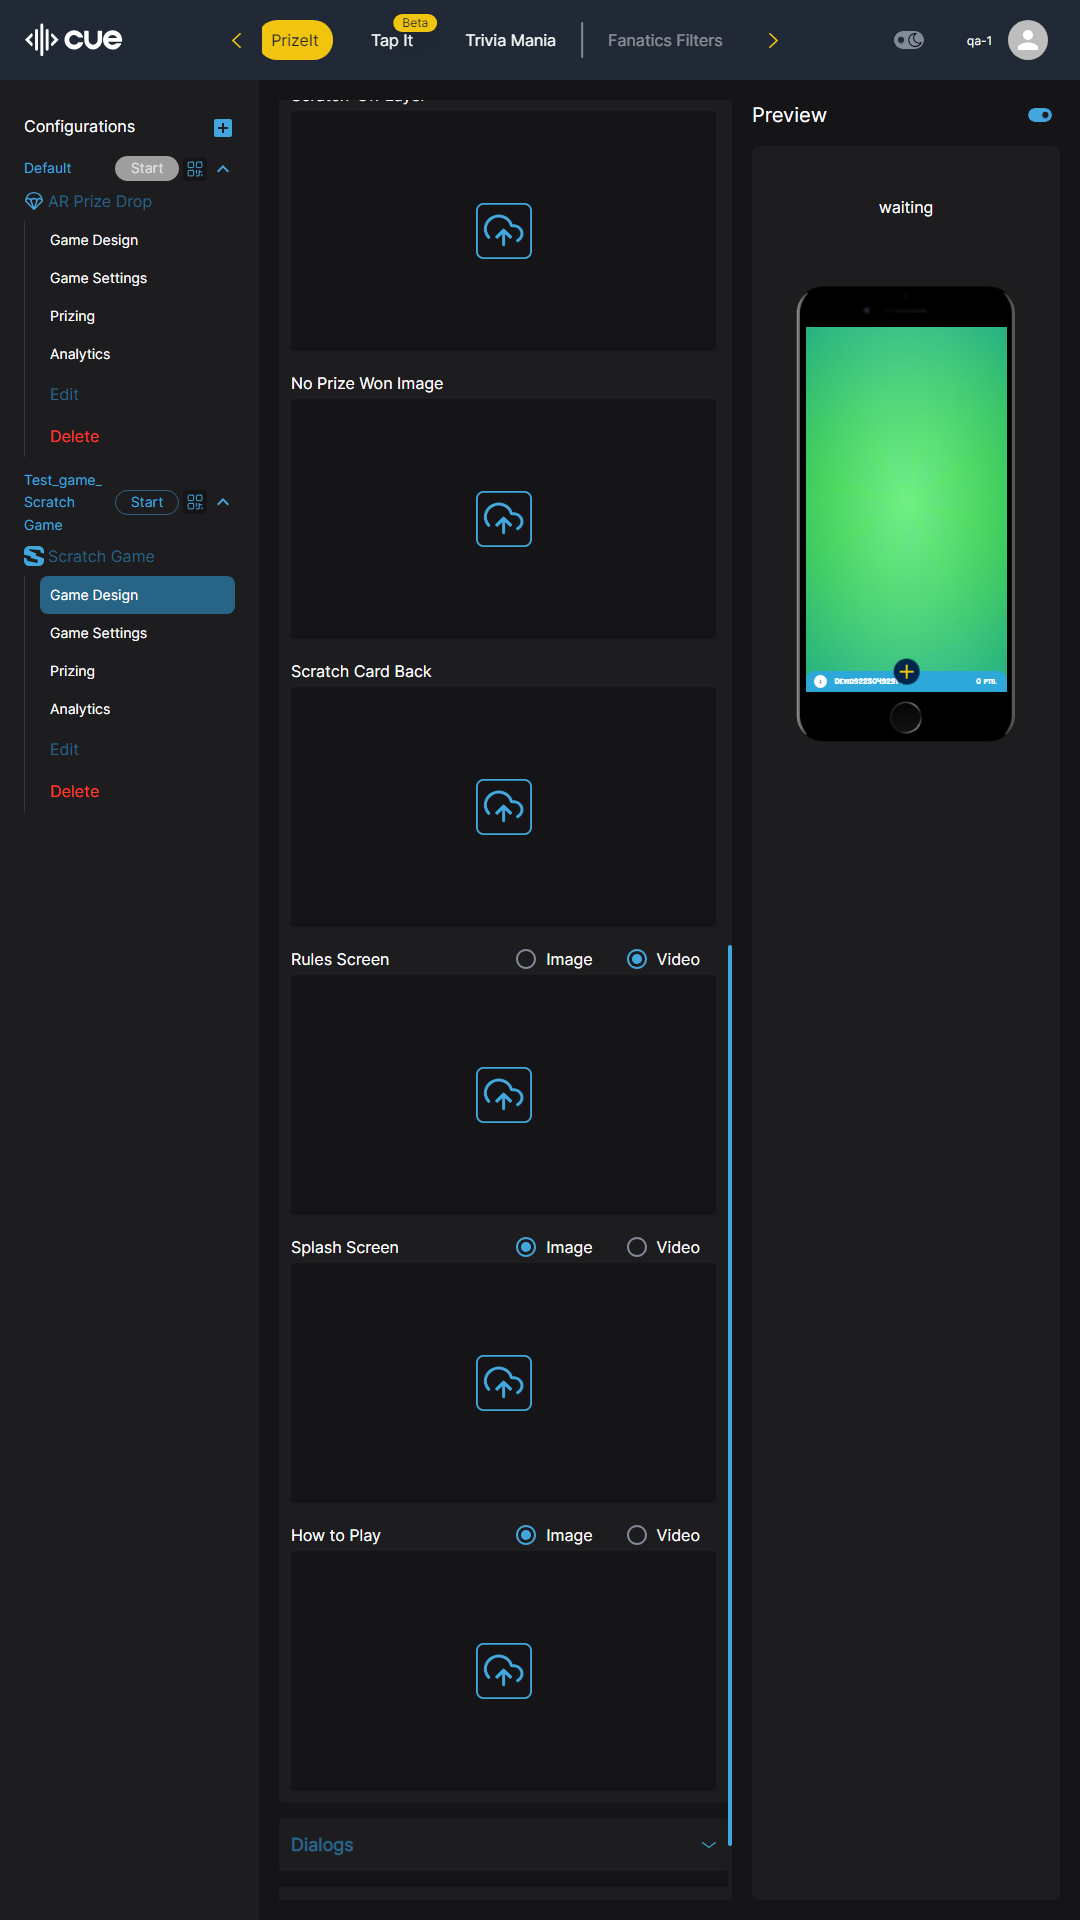 cue
PrizeIt
Beta
Tap It
Trivia Mania
Fanatics Filters
qa-1
Configurations
Default
Start
AR Prize Drop
Game Design
Game Settings
Prizing
Analytics
Edit
Delete
Test_game_
Scratch
Game
Start
Scratch Game
Game Design
Game Settings
Prizing
Analytics
Edit
Delete
No Prize Won Image
Scratch Card Back
Rules Screen
Image
Video
Splash Screen
Image
Video
How to Play
Image
Video
Dialogs
Preview
waiting
0 PTS.